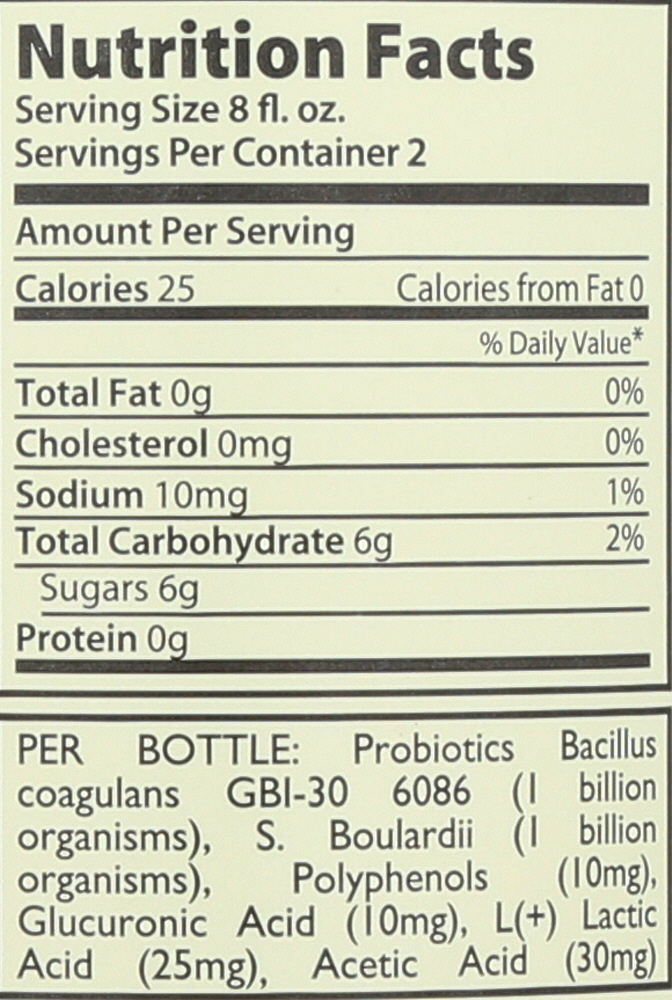 Nutrition Facts
Serving Size 8 fl. oz.
Servings Per Container 2
Amount Per Serving
Calories 25 Calories from Fat 0
% Daily Value*
Total Fat 0g 0%
Cholesterol 0mg 0%
Sodium 10mg 1%
Total Carbohydrate 6g 2%
Sugars 6g
Protein 0g
PER BOTTLE: Probiotics Bacillus
coagulans GBI-30 6086 (1 billion
organisms), S. Boulardii (1 billion
organisms), Polyphenols (10mg),
Glucuronic Acid (10mg), L(+) Lactic
Acid (25mg), Acetic Acid (30mg)